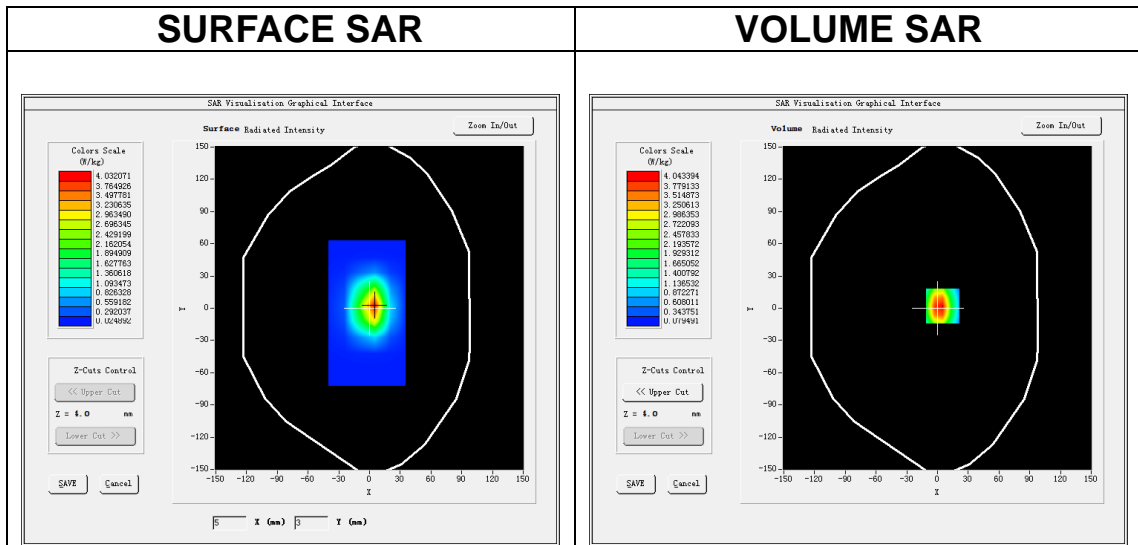 SURFACE SAR
VOLUME SAR
SAR Visualisation Graphical Interface
Surface Radiated Intensity
Zoom In/Out
Colors Scale
(W/kg)
4.032071
3.764926
3.497781
3.230635
2.963490
2.696345
2.429199
2.162054
1.894909
1.627763
1.360618
1.093473
0.826328
0.559182
0.292037
0.024892
Z-Cuts Control
<< Upper Cut
Z = 4.0 mm
Lower Cut >>
SAVE Cancel
150
120
90
60
30
0
-30
-60
-90
-120
-150
Y
-150 -120 -90 -60 -30 0 30 60 90 120 150
X
5 X (mm) 3 Y (mm)
SAR Visualisation Graphical Interface
Volume Radiated Intensity
Zoom In/Out
Colors Scale
(W/kg)
4.043394
3.779133
3.514873
3.250613
2.986353
2.722093
2.457833
2.193572
1.929312
1.665052
1.400792
1.136532
0.872271
0.608011
0.343751
0.079491
Z-Cuts Control
<< Upper Cut
Z = 4.0 mm
Lower Cut >>
SAVE Cancel
150
120
90
60
30
0
-30
-60
-90
-120
-150
Y
-150 -120 -90 -60 -30 0 30 60 90 120 150
X